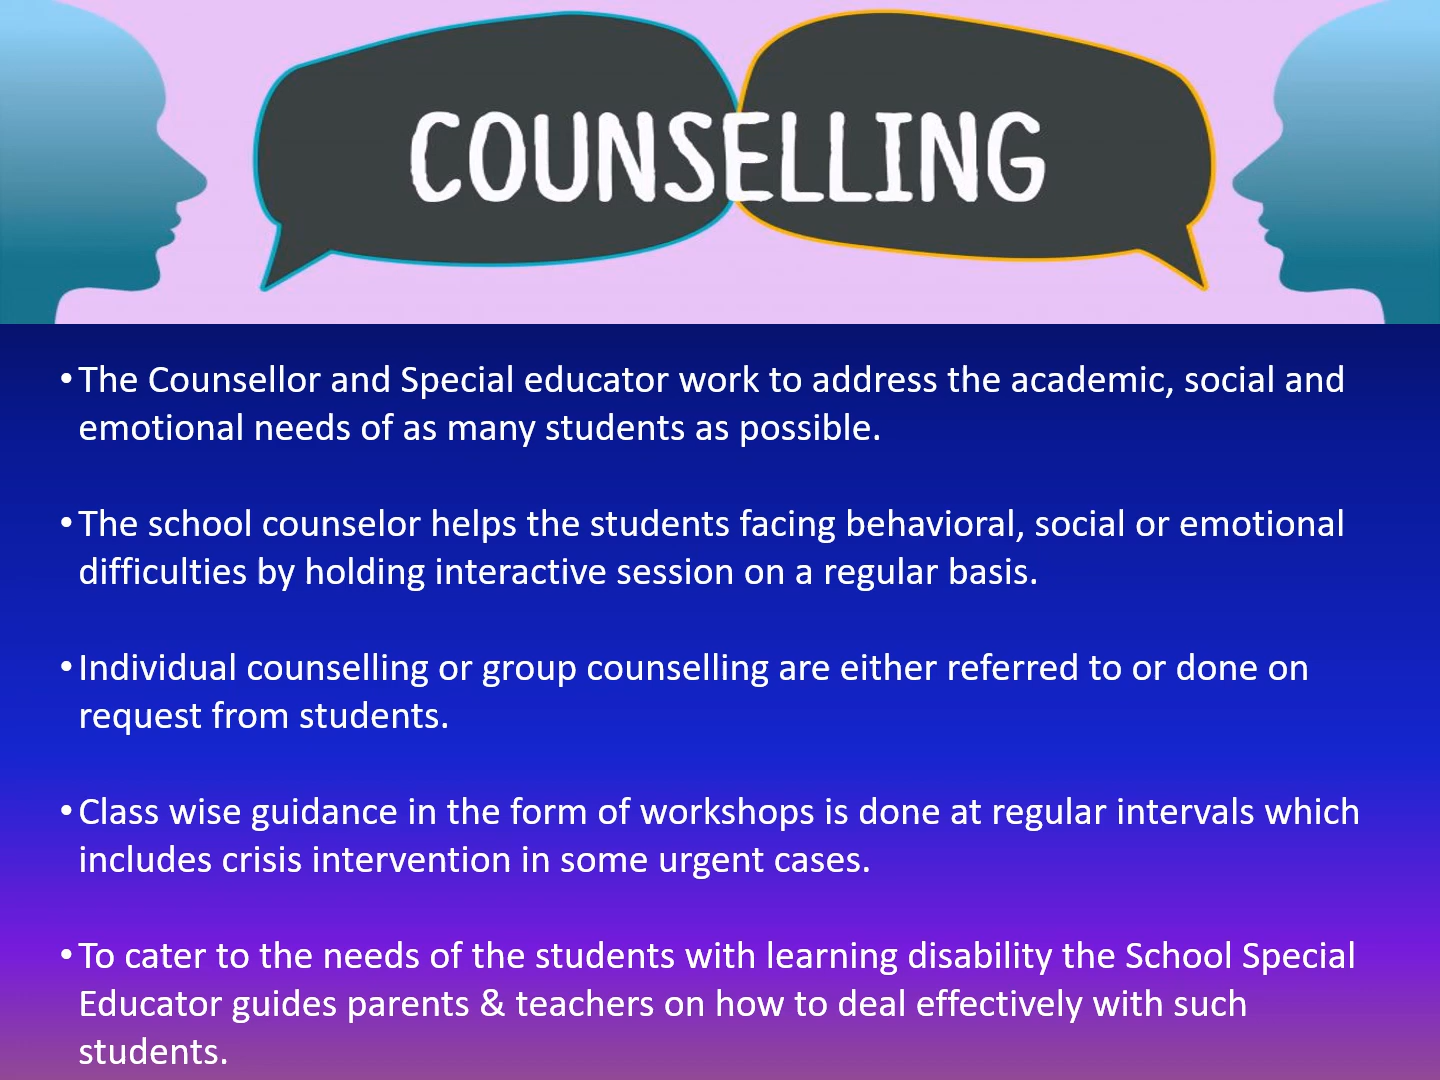 COUNSELLING
• The Counsellor and Special educator work to address the academic, social and
emotional needs of as many students as possible.
• The school counselor helps the students facing behavioral, social or emotional
difficulties by holding interactive session on a regular basis.
• Individual counselling or group counselling are either referred to or done on
request from students.
• Class wise guidance in the form of workshops is done at regular intervals which
includes crisis intervention in some urgent cases.
• To cater to the needs of the students with learning disability the School Special
Educator guides parents & teachers on how to deal effectively with such
students.